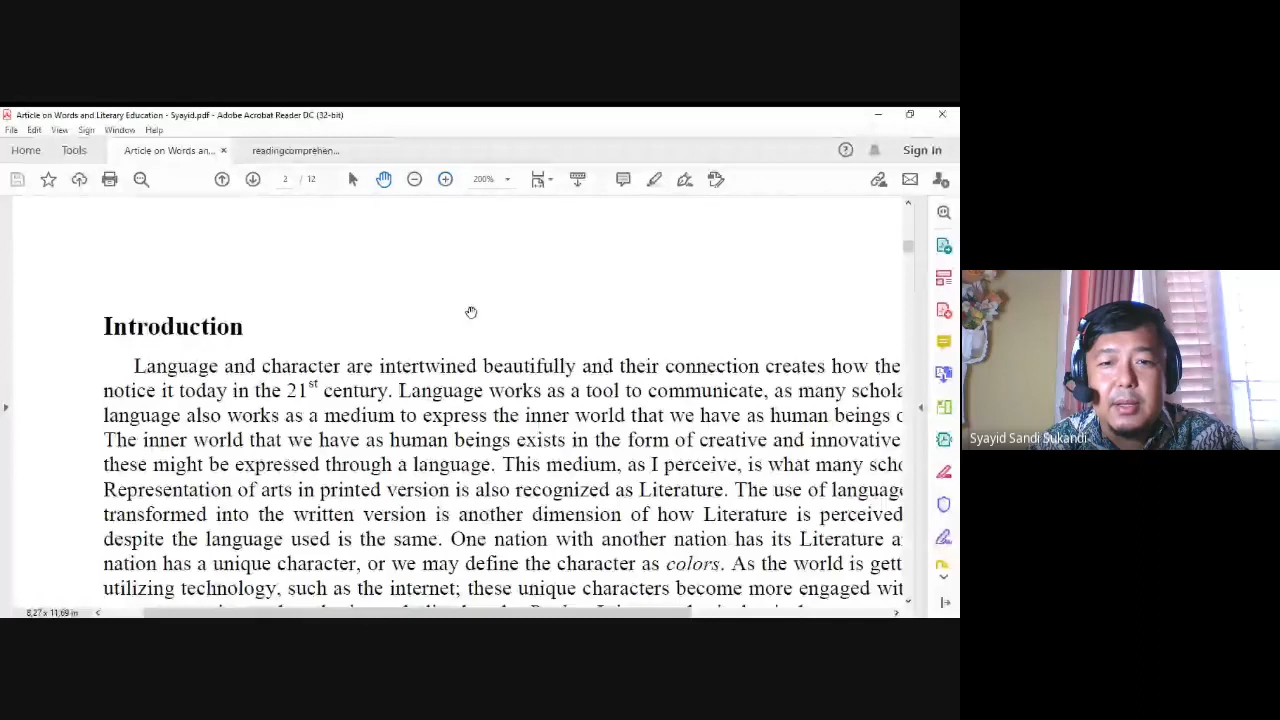 Article on Words and Literary Education - Syayid.pdf - Adobe Acrobat Reader DC (32-bit)
File Edit View Sign Window Help
Home Tools Article on Words an... × readingcomprehen... Sign In
2 / 12 200%
Introduction
Language and character are intertwined beautifully and their connection creates how the
notice it today in the 21st century. Language works as a tool to communicate, as many schola
language also works as a medium to express the inner world that we have as human beings
The inner world that we have as human beings exists in the form of creative and innovative
these might be expressed through a language. This medium, as I perceive, is what many scho
Representation of arts in printed version is also recognized as Literature. The use of language
transformed into the written version is another dimension of how Literature is perceived
despite the language used is the same. One nation with another nation has its Literature a
nation has a unique character, or we may define the character as colors. As the world is gett
utilizing technology, such as the internet; these unique characters become more engaged wit
8,27 x 11,69 in
Syayid Sandi Sukandi